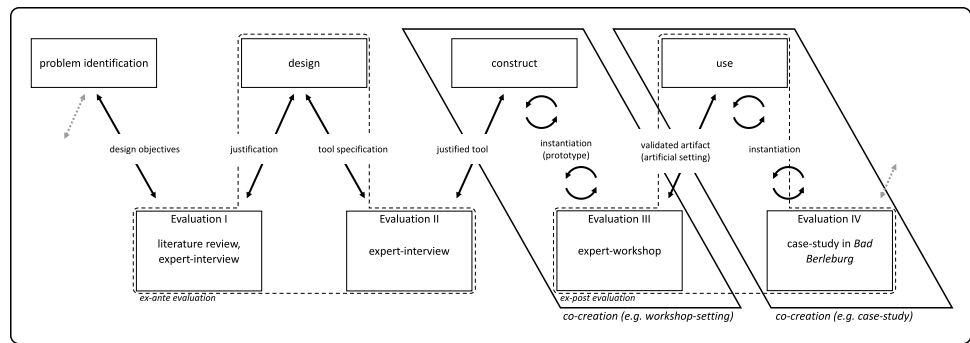 problem identification
design
construct
use
design objectives
justification
tool specification
justified tool
instantiation
(prototype)
validated artifact
(artificial setting)
instantiation
Evaluation I
literature review,
expert-interview
Evaluation II
expert-interview
Evaluation III
expert-workshop
Evaluation IV
case-study in Bad
Berleburg
ex-ante evaluation
ex-post evaluation
co-creation (e.g. workshop-setting)
co-creation (e.g. case-study)